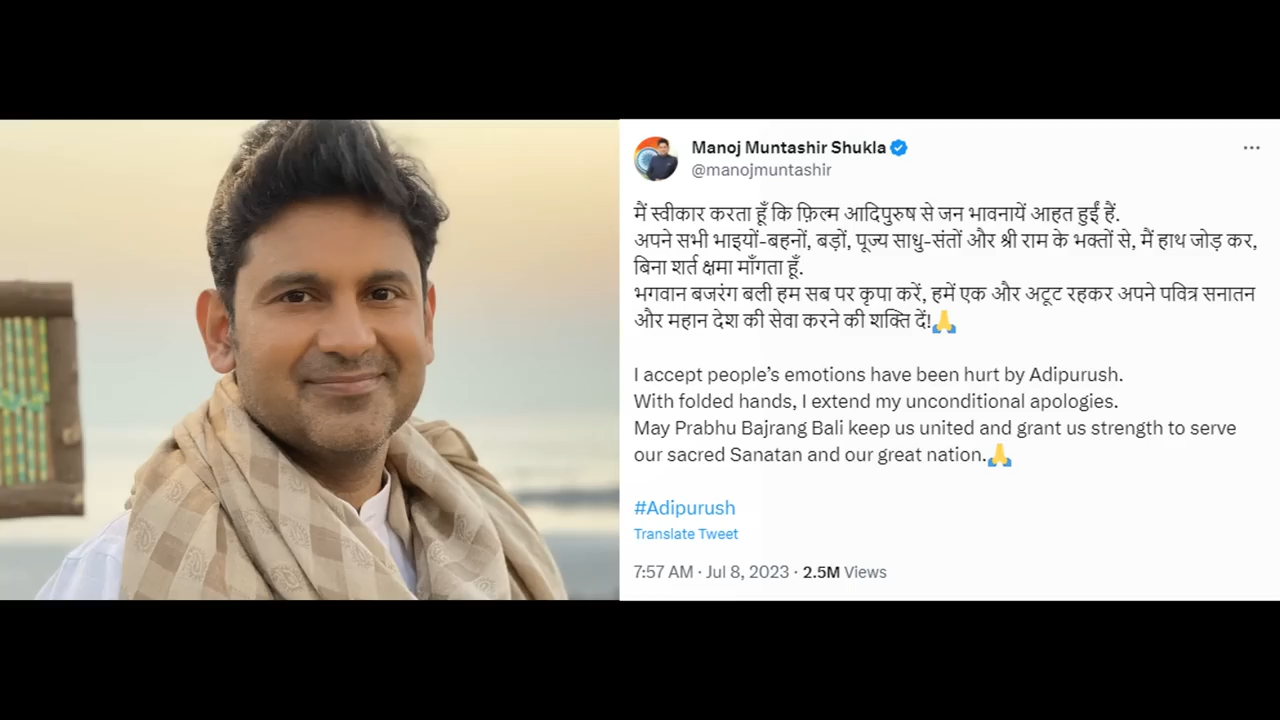 Manoj Muntashir Shukla
@manojmuntashir
मैं स्वीकार करता हूँ कि फ़िल्म आदिपुरुष से जन भावनायें आहत हुईं हैं.
अपने सभी भाइयों-बहनों, बड़ों, पूज्य साधु-संतों और श्री राम के भक्तों से, मैं हाथ जोड़ कर,
बिना शर्त क्षमा माँगता हूँ.
भगवान बजरंग बली हम सब पर कृपा करें, हमें एक और अटूट रहकर अपने पवित्र सनातन
और महान देश की सेवा करने की शक्ति दें!🙏
I accept people’s emotions have been hurt by Adipurush.
With folded hands, I extend my unconditional apologies.
May Prabhu Bajrang Bali keep us united and grant us strength to serve
our sacred Sanatan and our great nation.🙏
#Adipurush
Translate Tweet
7:57 AM · Jul 8, 2023 · 2.5M Views